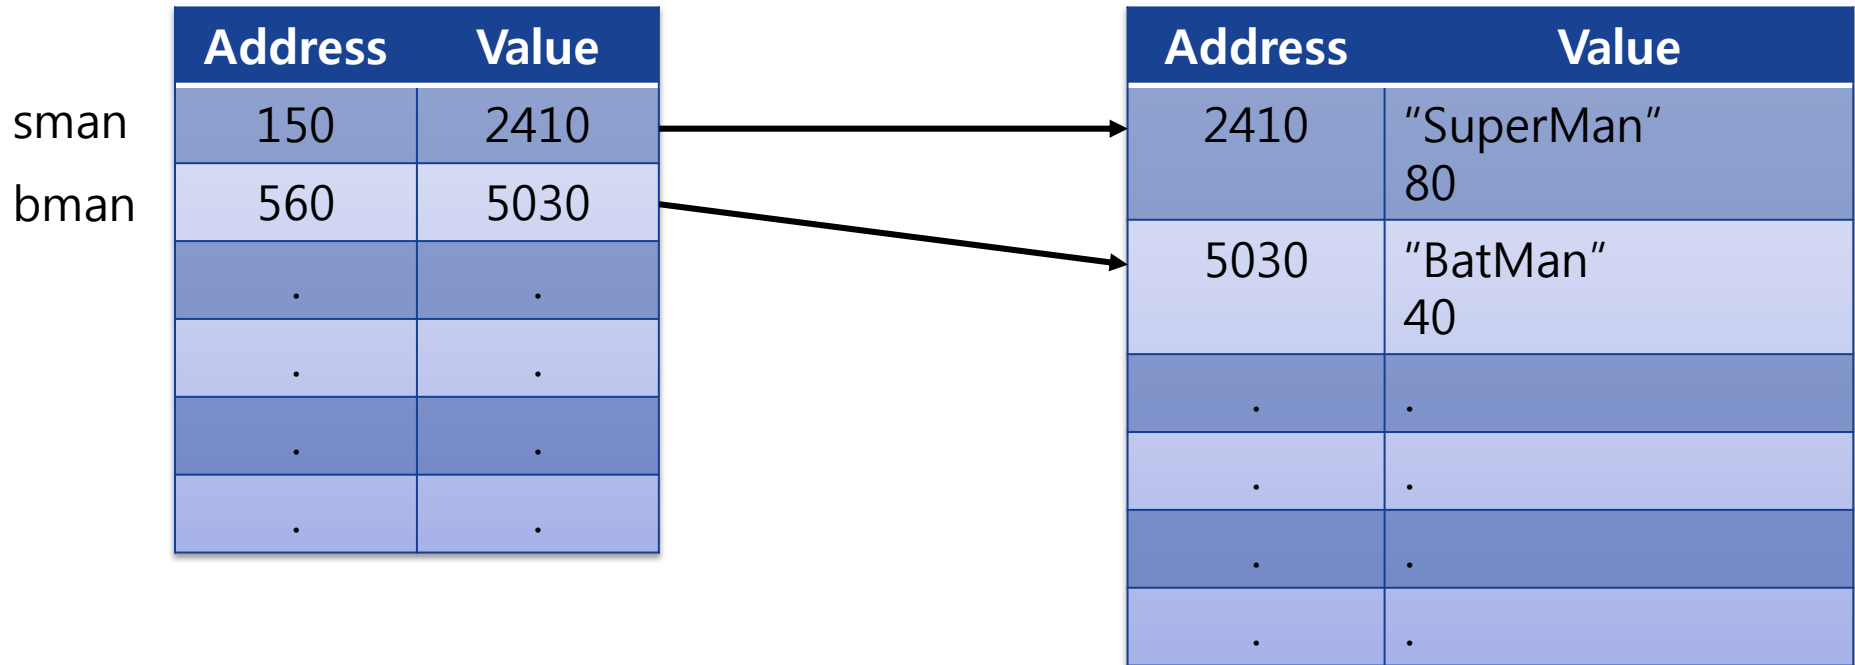 Address Value
sman 150 2410
bman 560 5030
. .
. .
. .
. .
Address Value
2410 "SuperMan"
80
5030 "BatMan"
40
. .
. .
. .
. .